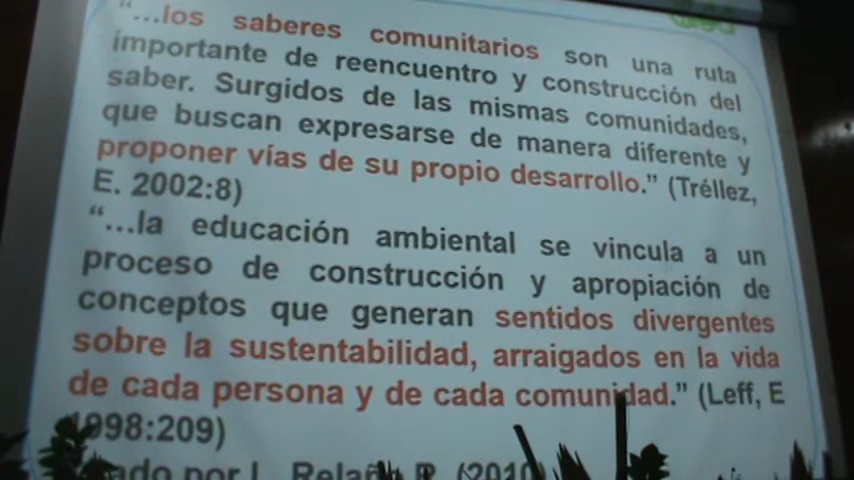 “...los saberes comunitarios son una ruta
importante de reencuentro y construcción del
saber. Surgidos de las mismas comunidades,
que buscan expresarse de manera diferente y
proponer vías de su propio desarrollo.” (Tréllez,
E. 2002:8)
“...la educación ambiental se vincula a un
proceso de construcción y apropiación de
conceptos que generan sentidos divergentes
sobre la sustentabilidad, arraigados en la vida
de cada persona y de cada comunidad.” (Leff, E
1998:209)
por (2010